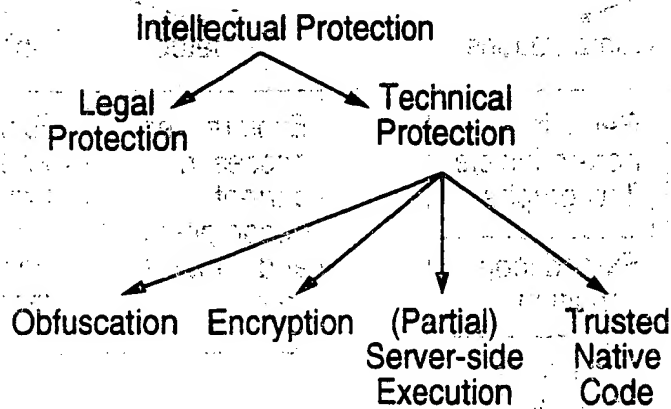 Intellectual Protection
Legal
Protection
Technical
Protection
Obfuscation
Encryption
(Partial)
Server-side
Execution
Trusted
Native
Code